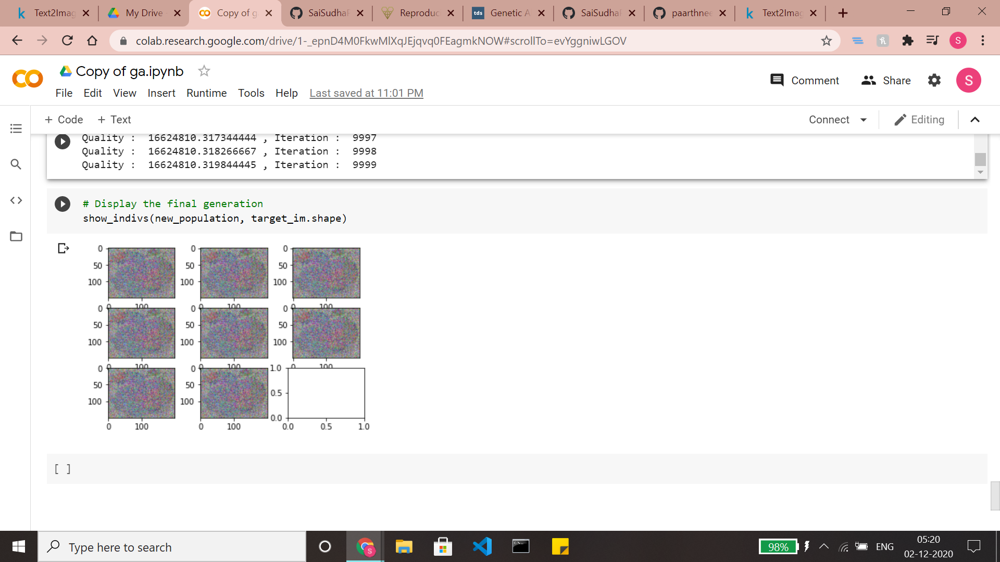 Text2Imag
My Drive
Copy of g
SaiSudhaF
Reproduc
tds Genetic A
SaiSudhal
paarthnee
Text2Imag
colab.research.google.com/drive/1-_epnD4M0FkwMlXqJEjqvq0FEagmkNOW#scrollTo=evYggniwLGOV
S
Copy of ga.ipynb
Comment Share S
File Edit View Insert Runtime Tools Help Last saved at 11:01 PM
+ Code + Text Connect Editing
Quality : 16624810.317344444 , Iteration : 9997
Quality : 16624810.318266667 , Iteration : 9998
Quality : 16624810.319844445 , Iteration : 9999
# Display the final generation
show_indivs(new_population, target_im.shape)
0 0 0
50 50 50
100 100 100
0 100 0 100 0 100
0 0 0
50 50 50
100 100 100
0 100 0 100 0 100
0 0 1.0
50 50 0.5
100 100
0.0
0 100 0 100 0.0 0.5 1.0
[ ]
Type here to search
S
98%
ENG
05:20
02-12-2020